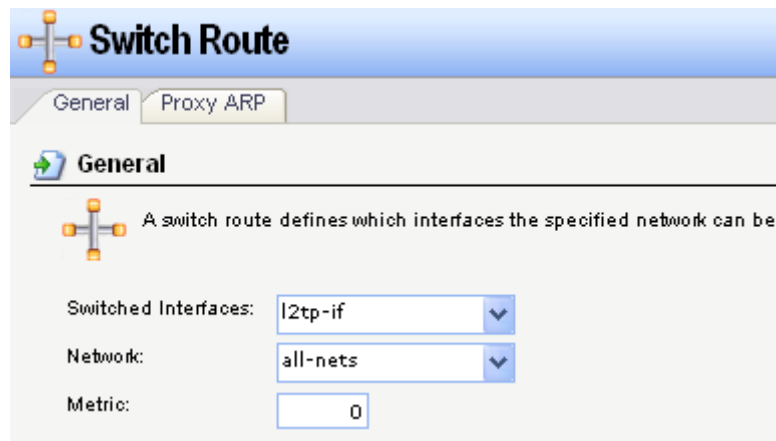 Switch Route
General
Proxy ARP
General
A switch route defines which interfaces the specified network can be
Switched Interfaces:
l2tp-if
Network:
all-nets
Metric:
0